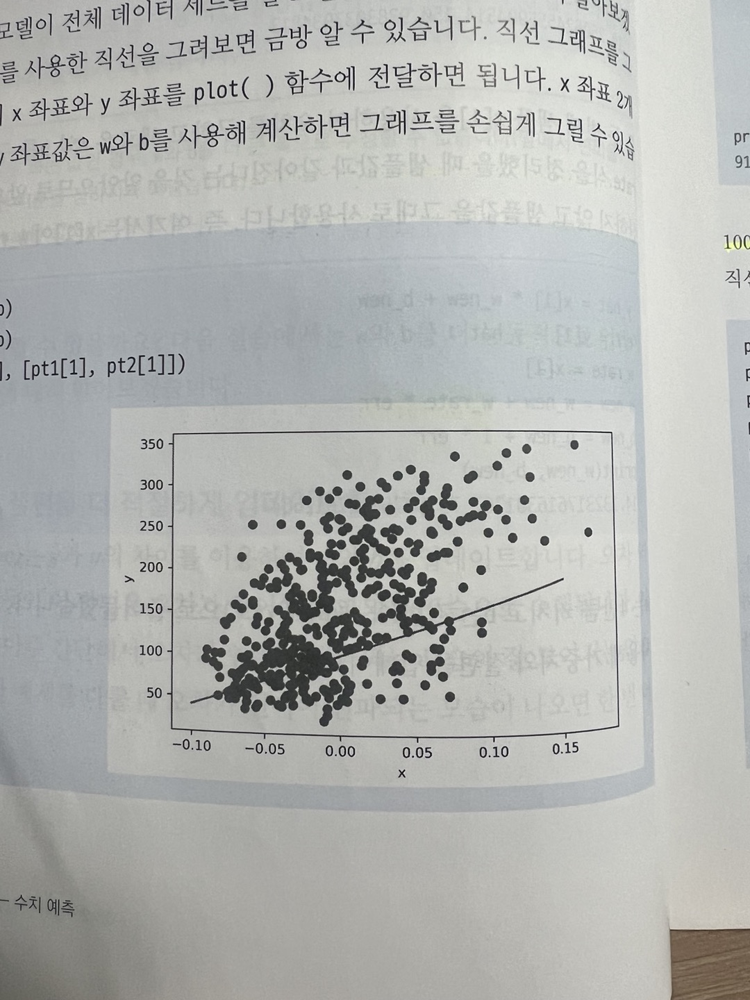 모델이 전체 데이터 세트를
를 사용한 직선을 그려보면 금방 알 수 있습니다. 직선 그래프를 그
x 좌표와 y 좌표를 plot( ) 함수에 전달하면 됩니다. x 좌표 2개
y 좌표값은 w와 b를 사용해 계산하면 그래프를 손쉽게 그릴 수 있습
b)
b)
], [pt1[1], pt2[1]])
350
300
250
200
150
100
50
y
−0.10 −0.05 0.00 0.05 0.10 0.15
x
수치 예측
pr
91
100
직선
p
p